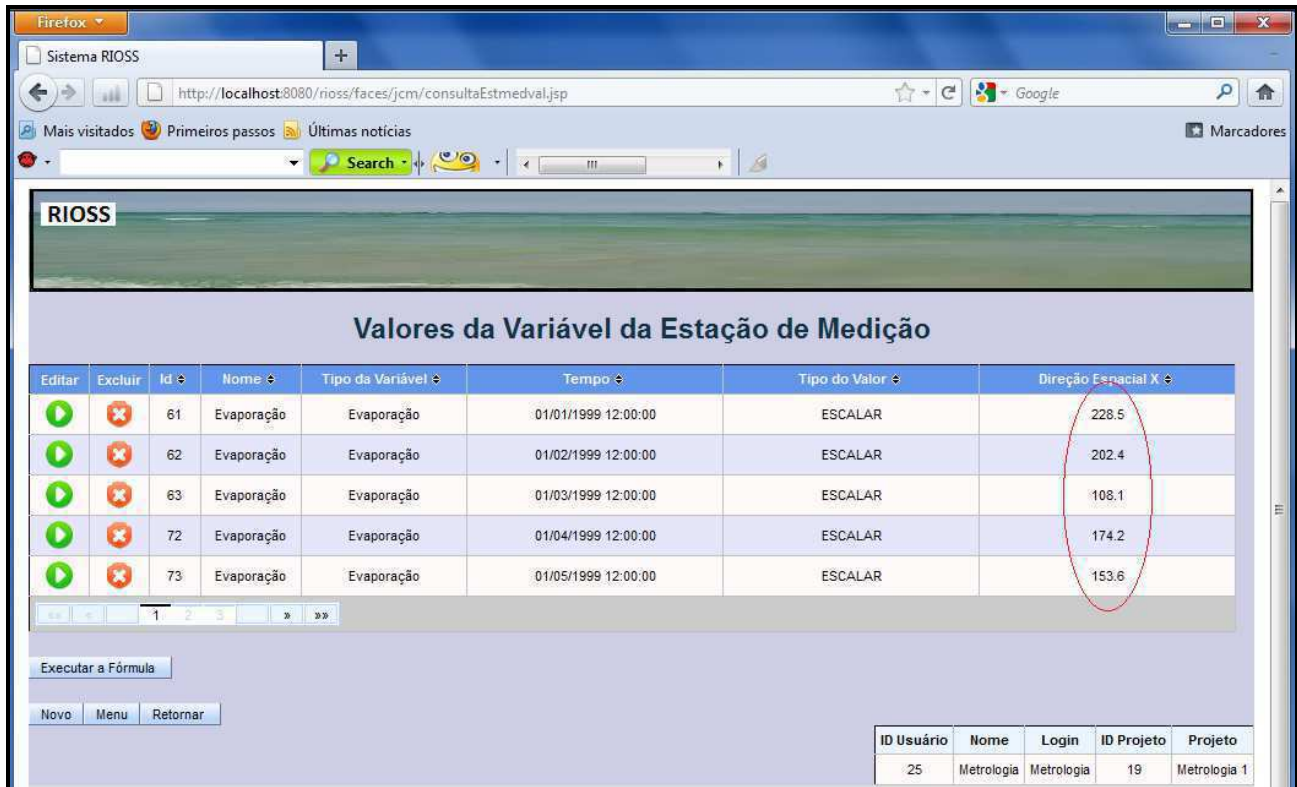 Firefox
Sistema RIOSS
http://localhost:8080/rioss/faces/jcm/consultaEstmedval.jsp
Google
Mais visitados Primeiros passos Últimas notícias Marcadores
Search
RIOSS
Valores da Variável da Estação de Medição
Editar Excluir Id Nome Tipo da Variável Tempo Tipo do Valor Direção Espacial X
61 Evaporação Evaporação 01/01/1999 12:00:00 ESCALAR 228.5
62 Evaporação Evaporação 01/02/1999 12:00:00 ESCALAR 202.4
63 Evaporação Evaporação 01/03/1999 12:00:00 ESCALAR 108.1
72 Evaporação Evaporação 01/04/1999 12:00:00 ESCALAR 174.2
73 Evaporação Evaporação 01/05/1999 12:00:00 ESCALAR 153.6
«« « 1 2 3 » »»
Executar a Fórmula
Novo Menu Retornar
ID Usuário Nome Login ID Projeto Projeto
25 Metrologia Metrologia 19 Metrologia 1